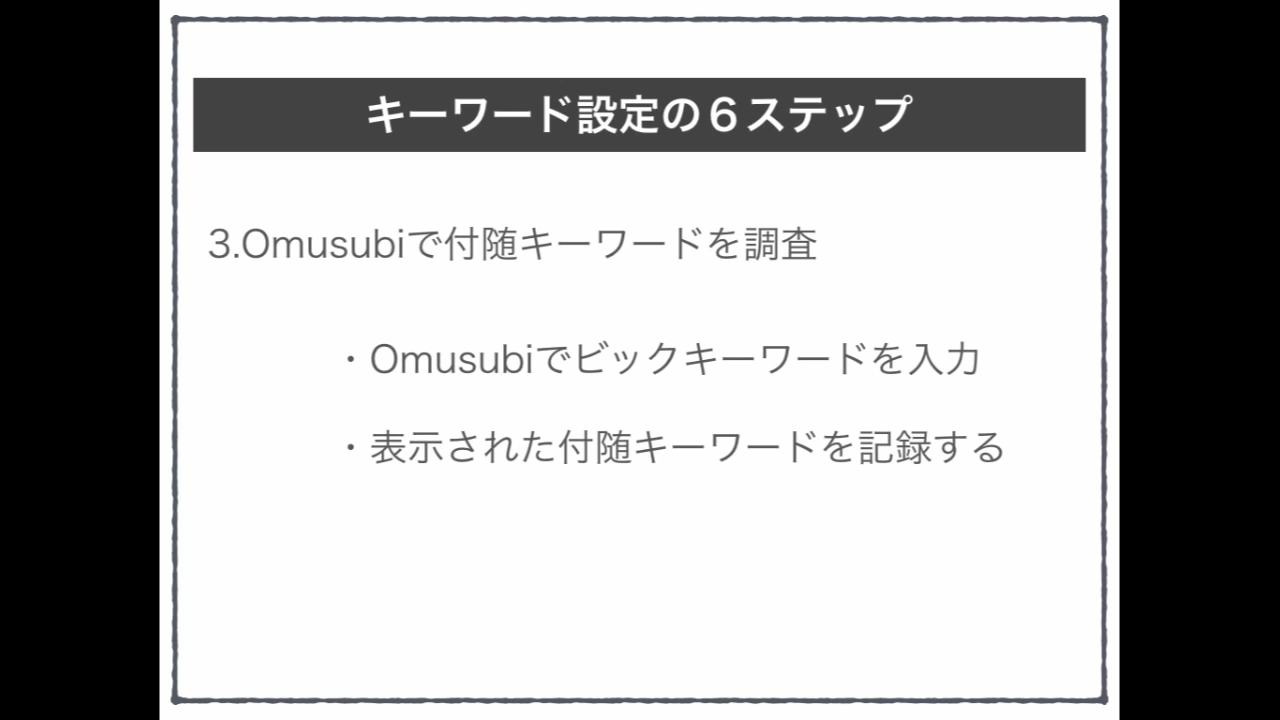 キーワード設定の６ステップ
3.Omusubiで付随キーワードを調査
・Omusubiでビックキーワードを入力
・表示された付随キーワードを記録する